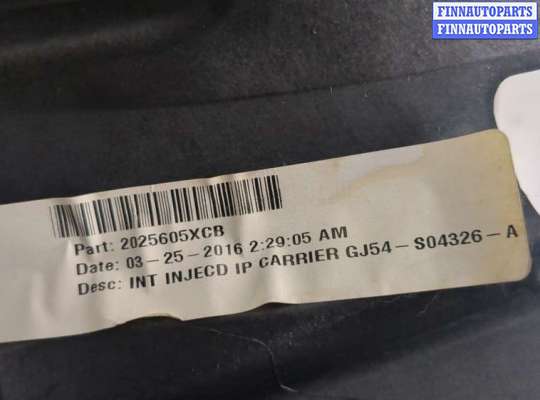 FINNAUTOPARTS
FINNAUTOPARTS
Part: 2025605XCB
Date: 03-25-2016 2:29:05 AM
Desc: INT INJECD IP CARRIER GJ54-S04326-A